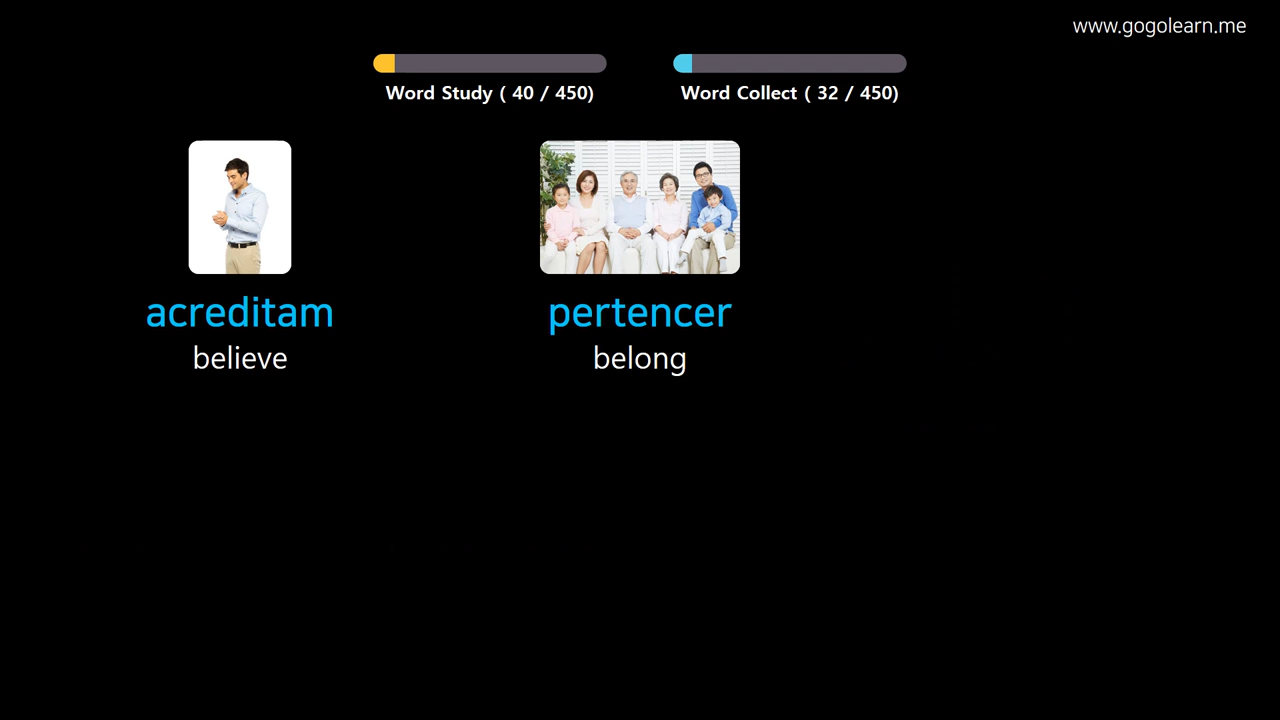 www.gogolearn.me
Word Study ( 40 / 450)
Word Collect ( 32 / 450)
acreditam
believe
pertencer
belong